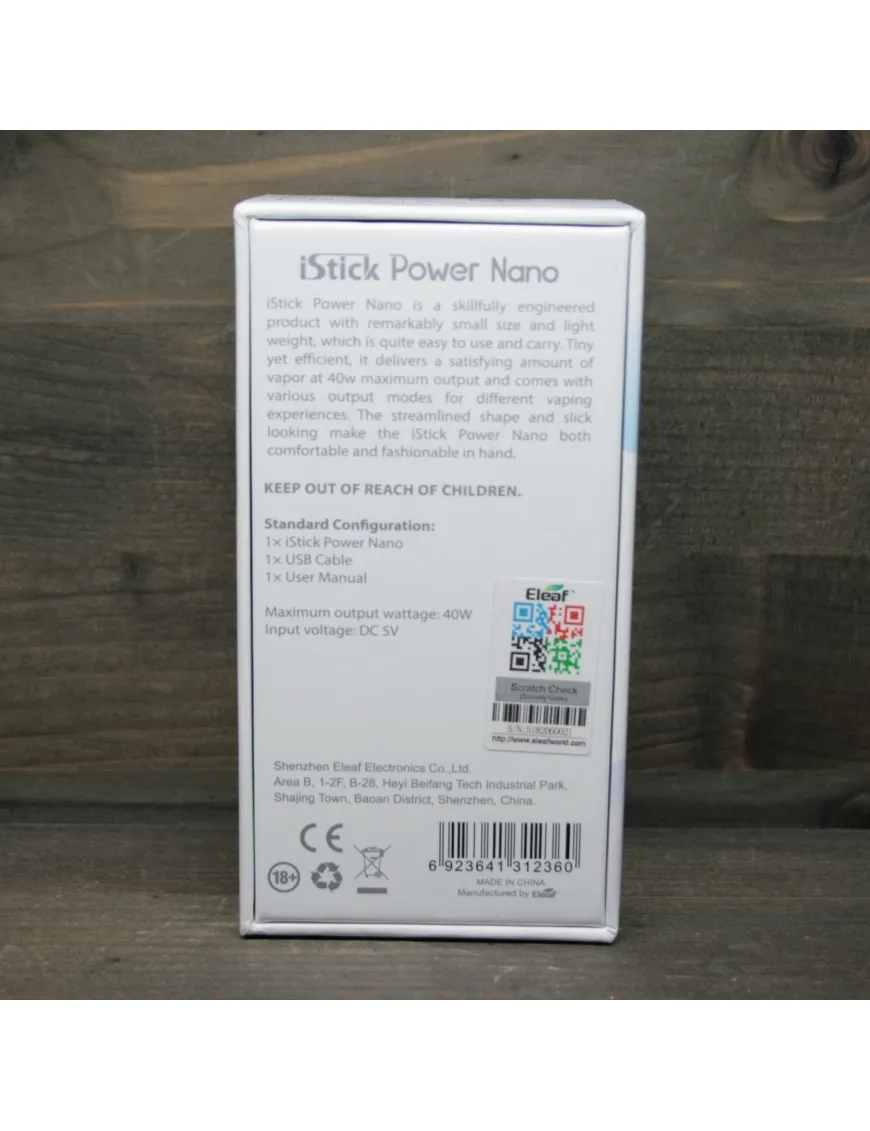 iStick Power Nano
iStick Power Nano is a skillfully engineered
product with remarkably small size and light
weight, which is quite easy to use and carry. Tiny
yet efficient, it delivers a satisfying amount of
vapor at 40w maximum output and comes with
various output modes for different vaping
experiences. The streamlined shape and slick
looking make the iStick Power Nano both
comfortable and fashionable in hand.
KEEP OUT OF REACH OF CHILDREN.
Standard Configuration:
1× iStick Power Nano
1× USB Cable
1× User Manual
Maximum output wattage: 40W
Input voltage: DC 5V
Eleaf
Scratch Check
(Security Code)
S/N:5182060021
http://www.eleafworld.com
Shenzhen Eleaf Electronics Co.,Ltd.
Area B, 1-2F, B-28, Heyi Beifang Tech Industrial Park,
Shajing Town, Baoan District, Shenzhen, China.
CE
18+
6 923641 312360
MADE IN CHINA
Manufactured by Eleaf